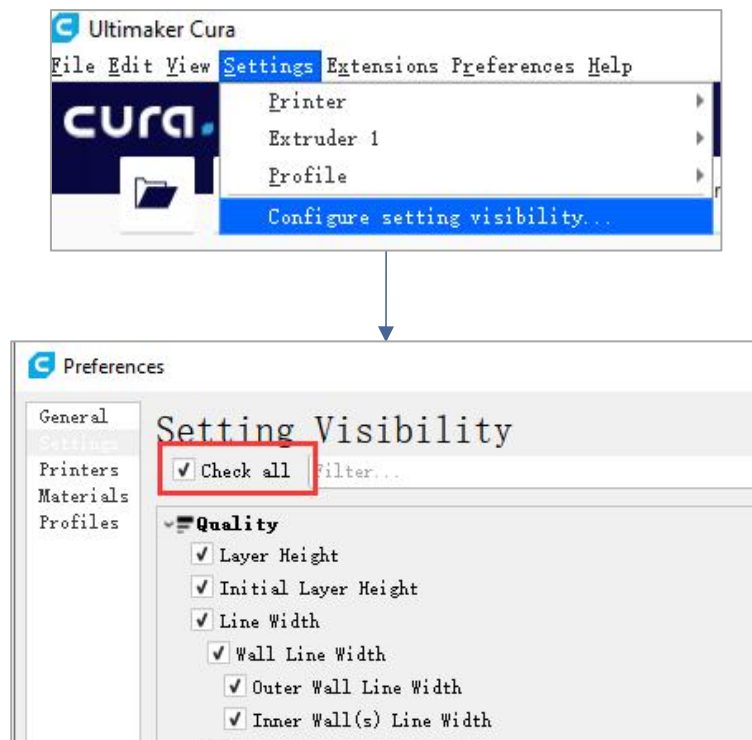 Ultimaker Cura
File Edit View Settings Extensions Preferences Help
cura.
Printer
Extruder 1
Profile
Configure setting visibility...
Preferences
General
Settings
Printers
Materials
Profiles
Setting Visibility
Check all
Filter...
Quality
Layer Height
Initial Layer Height
Line Width
Wall Line Width
Outer Wall Line Width
Inner Wall(s) Line Width